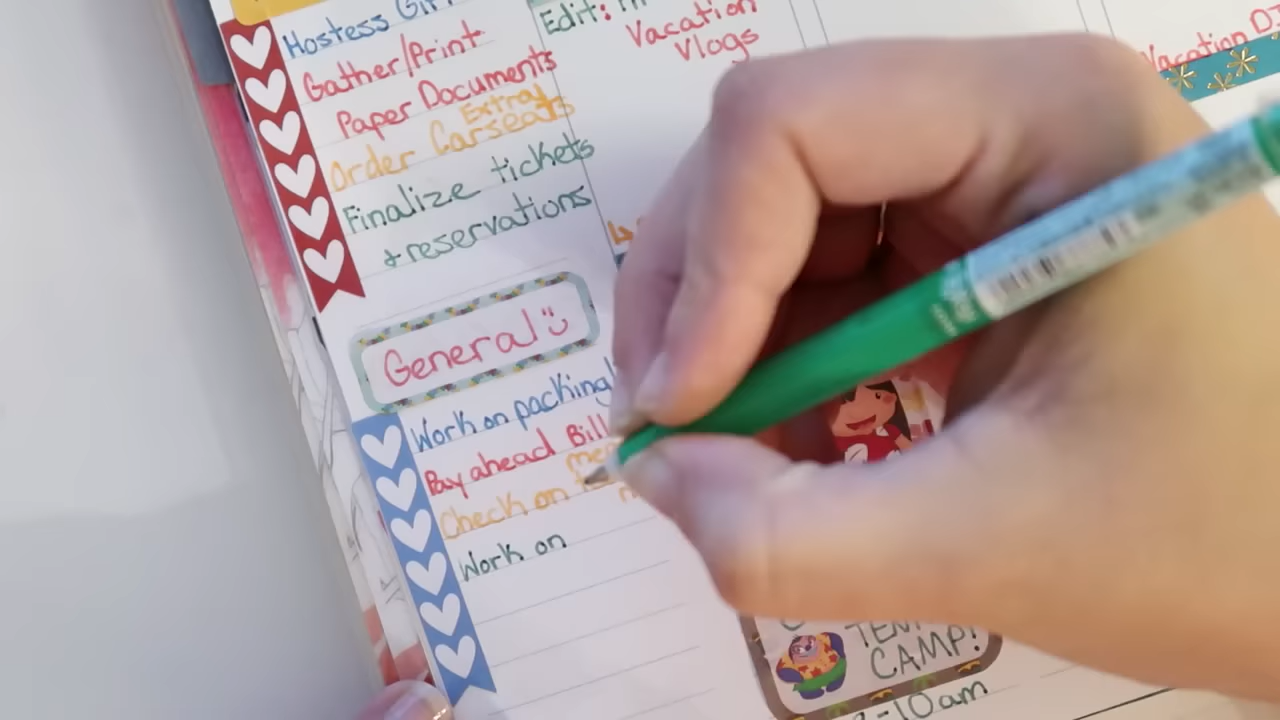 Hostess
Gather/Print
Paper Documents
Extra
Order Carseats
Finalize tickets
+ reservations
General
Work on packing!
Pay ahead Bill
Check on
Work on
Edit:
Vacation
Vlogs
Vacation
CAMP!
-10am